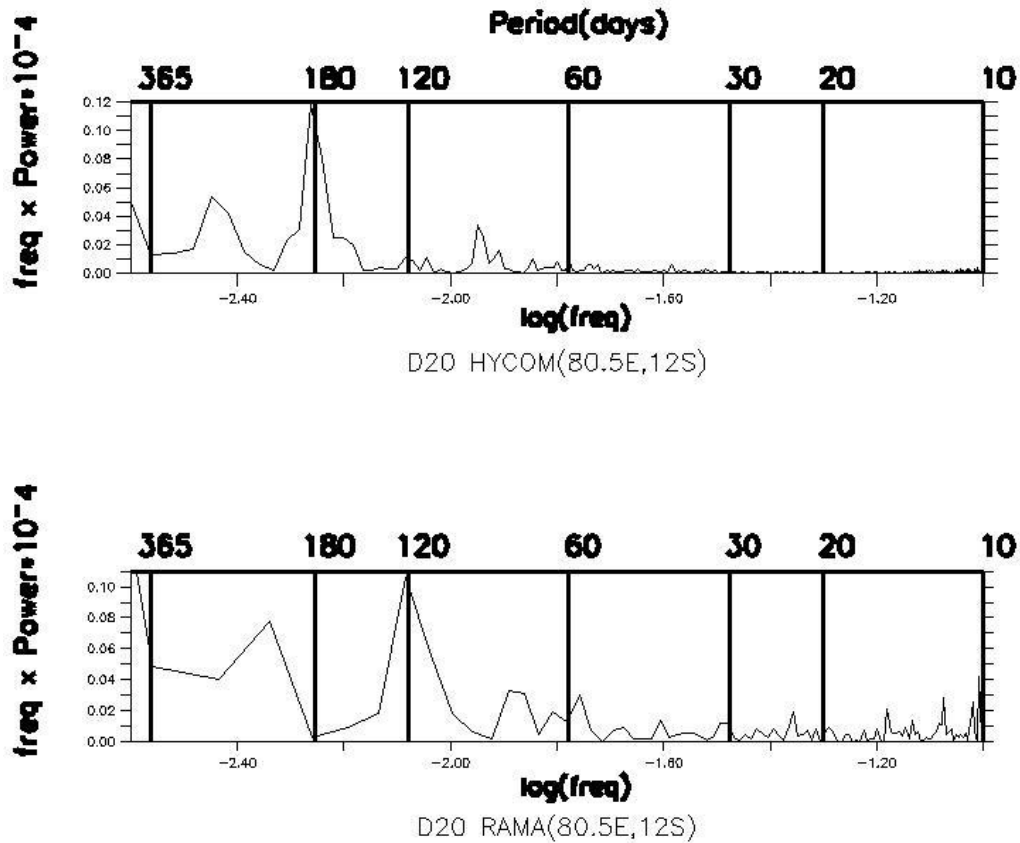 Period(days)
365 180 120 60 30 20 10
freq x Power*10^-4
0.12
0.10
0.08
0.06
0.04
0.02
0.00
-2.40 -2.00 -1.60 -1.20
log(freq)
D20 HYCOM(80.5E,12S)
365 180 120 60 30 20 10
freq x Power*10^-4
0.10
0.08
0.06
0.04
0.02
0.00
-2.40 -2.00 -1.60 -1.20
log(freq)
D20 RAMA(80.5E,12S)